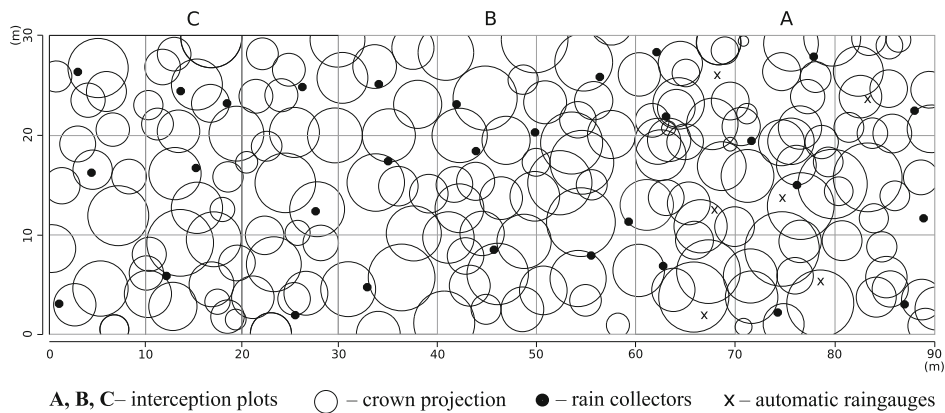 C B A
(m)
30
20
10
0
0 10 20 30 40 50 60 70 80 90
(m)
A, B, C– interception plots – crown projection – rain collectors x – automatic raingauges